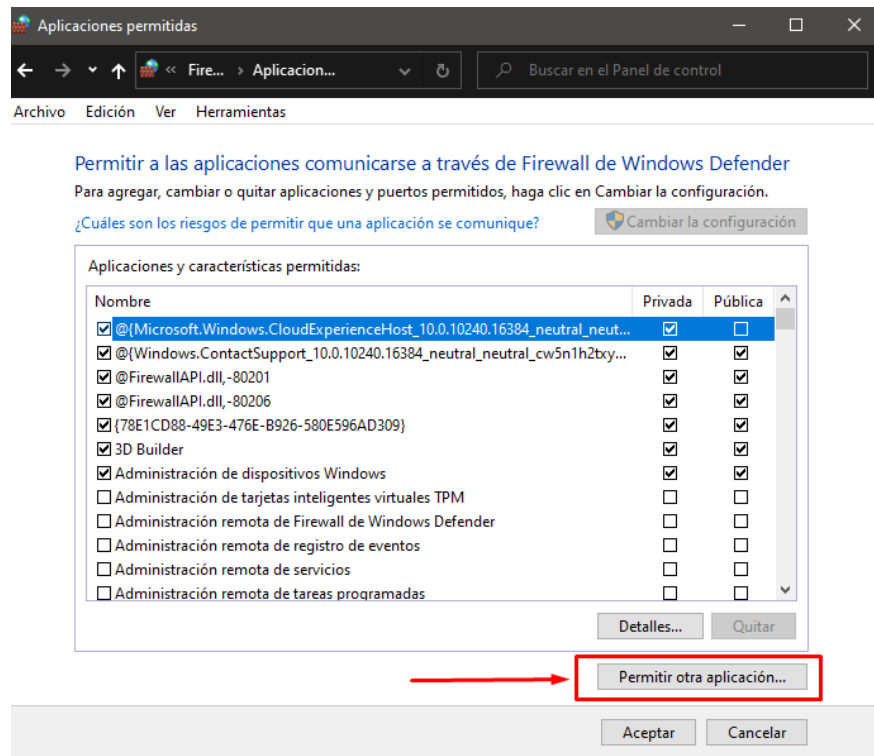 Aplicaciones permitidas
« Fire... › Aplicacion...
Buscar en el Panel de control
Archivo Edición Ver Herramientas
Permitir a las aplicaciones comunicarse a través de Firewall de Windows Defender
Para agregar, cambiar o quitar aplicaciones y puertos permitidos, haga clic en Cambiar la configuración.
¿Cuáles son los riesgos de permitir que una aplicación se comunique?
Cambiar la configuración
Aplicaciones y características permitidas:
Nombre Privada Pública
@{Microsoft.Windows.CloudExperienceHost_10.0.10240.16384_neutral_neut...
@{Windows.ContactSupport_10.0.10240.16384_neutral_neutral_cw5n1h2txy...
@FirewallAPI.dll,-80201
@FirewallAPI.dll,-80206
{78E1CD88-49E3-476E-B926-580E596AD309}
3D Builder
Administración de dispositivos Windows
Administración de tarjetas inteligentes virtuales TPM
Administración remota de Firewall de Windows Defender
Administración remota de registro de eventos
Administración remota de servicios
Administración remota de tareas programadas
Detalles... Quitar
Permitir otra aplicación...
Aceptar Cancelar